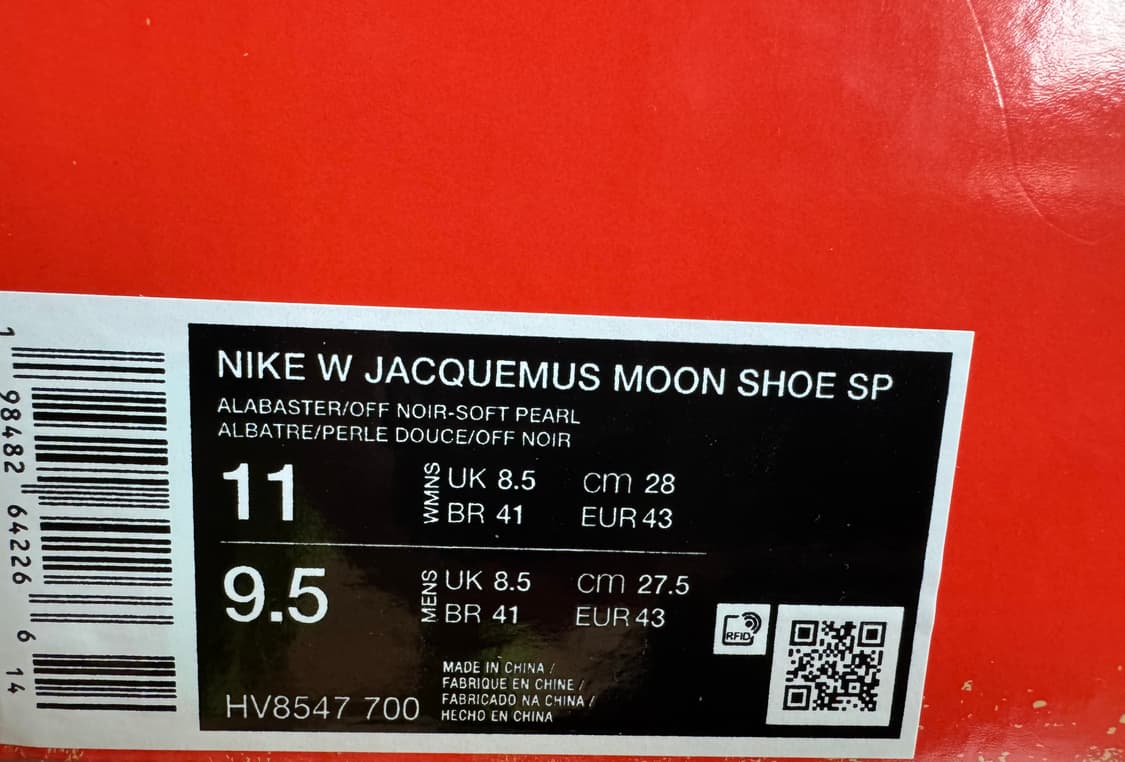 NIKE W JACQUEMUS MOON SHOE SP
ALABASTER/OFF NOIR-SOFT PEARL
ALBATRE/PERLE DOUCE/OFF NOIR
11
WMNS
UK 8.5 cm 28
BR 41 EUR 43
9.5
MENS
UK 8.5 cm 27.5
BR 41 EUR 43
RFID
HV8547 700
MADE IN CHINA /
FABRIQUE EN CHINE /
FABRICADO NA CHINA /
HECHO EN CHINA
1 98482 64226 6 14